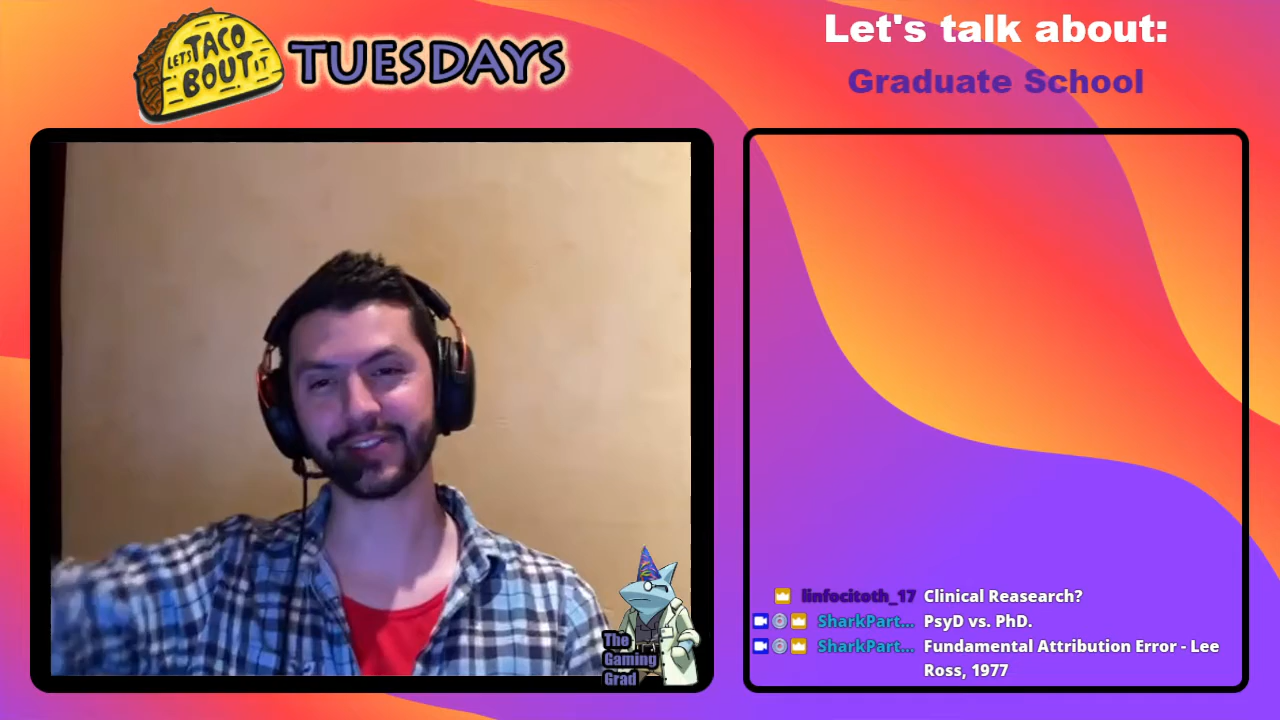 LET'S TACO
BOUT IT
TUESDAYS
Let's talk about:
Graduate School
linfocitoth_17 Clinical Reasearch?
SharkPart... PsyD vs. PhD.
SharkPart... Fundamental Attribution Error - Lee
Ross, 1977
The
Gaming
Grad